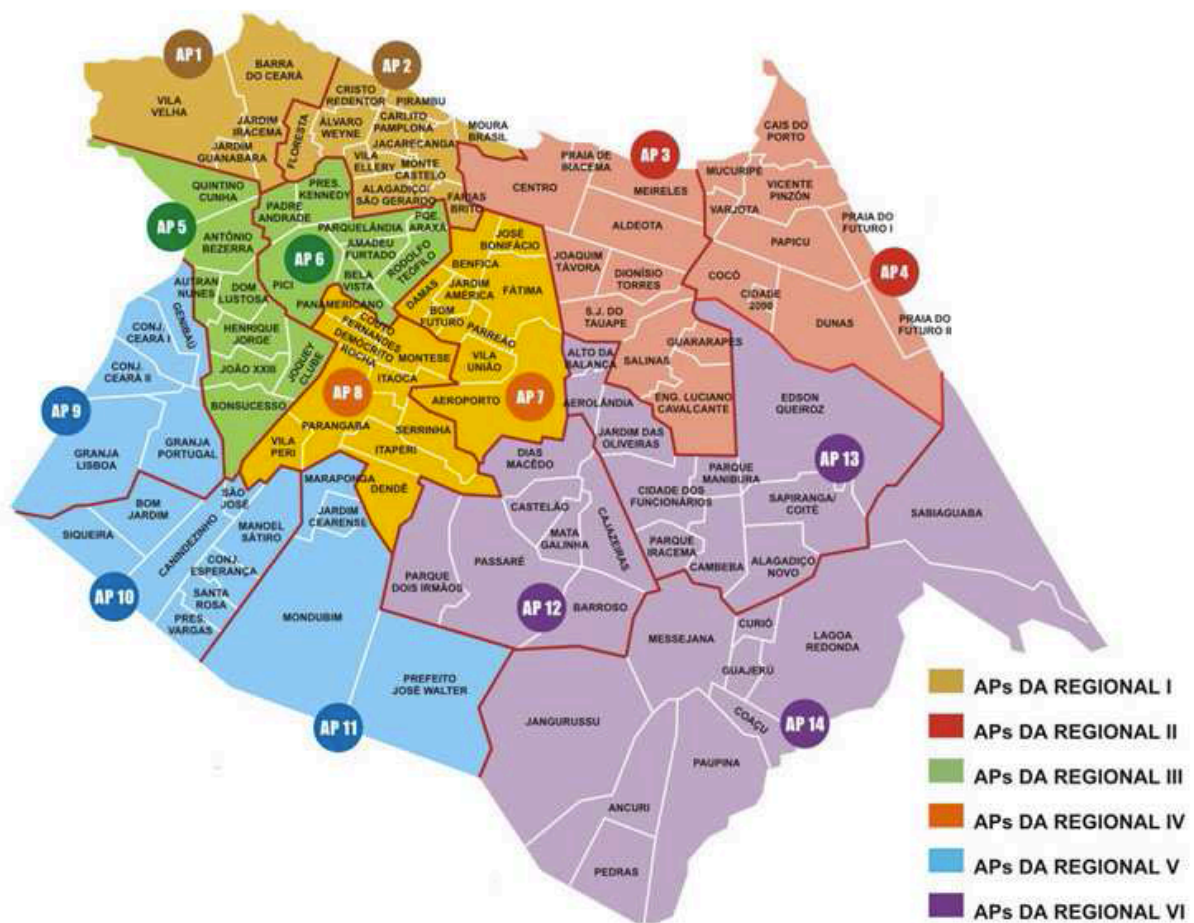 AP 1
VILA
VELHA
BARRA
DO CEARÁ
JARDIM
IRACEMA
JARDIM
GUANABARA
FLORESTA
AP 2
CRISTO
REDENTOR
PIRAMBU
ÁLVARO
WEYNE
CARLITO
PAMPLONA
JACARECANGA
VILA
ELLERY
MONTE
CASTELO
ALAGADIÇO/
SÃO GERARDO
FARIAS
BRITO
MOURA
BRASIL
AP 3
CENTRO
PRAIA DE
IRACEMA
MEIRELES
ALDEOTA
JOAQUIM
TÁVORA
DIONÍSIO
TORRES
S.J. DO
TAUAPE
SALINAS
GUARARAPES
ENG. LUCIANO
CAVALCANTE
CAIS DO
PORTO
MUCURIPE
VICENTE
PINZÓN
VARJOTA
PRAIA DO
FUTURO I
PAPICU
AP 4
COCÓ
CIDADE
2000
DUNAS
PRAIA DO
FUTURO II
QUINTINO
CUNHA
AP 5
ANTÔNIO
BEZERRA
AUTRAN
NUNES
DOM
LUSTOSA
HENRIQUE
JORGE
JOÃO XXIII
JOQUEY
CLUBE
BONSUCESSO
PRES.
KENNEDY
PADRE
ANDRADE
PARQUELÂNDIA
PQE.
ARAXÁ
AMADEU
FURTADO
RODOLFO
TEÓFILO
AP 6
BELA
VISTA
PICI
PANAMERICANO
JOSÉ
BONIFÁCIO
BENFICA
FÁTIMA
DAMAS
JARDIM
AMÉRICA
BOM
FUTURO
PARREÃO
VILA
UNIÃO
AEROPORTO
AP 7
COUTO
FERNANDES
DEMÓCRITO
ROCHA
MONTESE
ITAOCA
AP 8
PARANGABA
SERRINHA
ITAPERI
VILA
PERI
DENDÊ
GENIBAÚ
CONJ.
CEARÁ I
CONJ.
CEARÁ II
AP 9
GRANJA
LISBOA
GRANJA
PORTUGAL
BOM
JARDIM
SIQUEIRA
SÃO
JOSÉ
CANINDEZINHO
MANOEL
SÁTIRO
CONJ.
ESPERANÇA
SANTA
ROSA
PRES.
VARGAS
AP 10
MARAPONGA
JARDIM
CEARENSE
MONDUBIM
PREFEITO
JOSÉ WALTER
AP 11
ALTO DA
BALANÇA
AEROLÂNDIA
JARDIM DAS
OLIVEIRAS
EDSON
QUEIROZ
AP 13
PARQUE
MANIBURA
CIDADE DOS
FUNCIONÁRIOS
SAPIRANGA/
COITÉ
PARQUE
IRACEMA
CAMBEBA
ALAGADIÇO
NOVO
SABIAGUABA
DIAS
MACÊDO
CASTELÃO
MATA
GALINHA
CAJAZEIRAS
PASSARÉ
PARQUE
DOIS IRMÃOS
AP 12
BARROSO
MESSEJANA
CURIÓ
LAGOA
REDONDA
GUAJERÚ
COAÇU
AP 14
JANGURUSSU
PAUPINA
ANCURI
PEDRAS
APs DA REGIONAL I
APs DA REGIONAL II
APs DA REGIONAL III
APs DA REGIONAL IV
APs DA REGIONAL V
APs DA REGIONAL VI